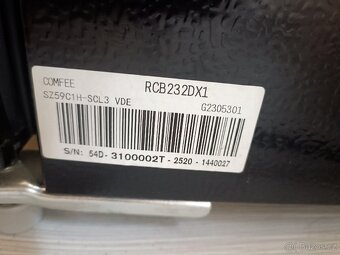 COMFEE RCB232DX1
SZ59C1H-SCL3 VDE G2305301
S/N: 54D-3100002T-2520-1440027